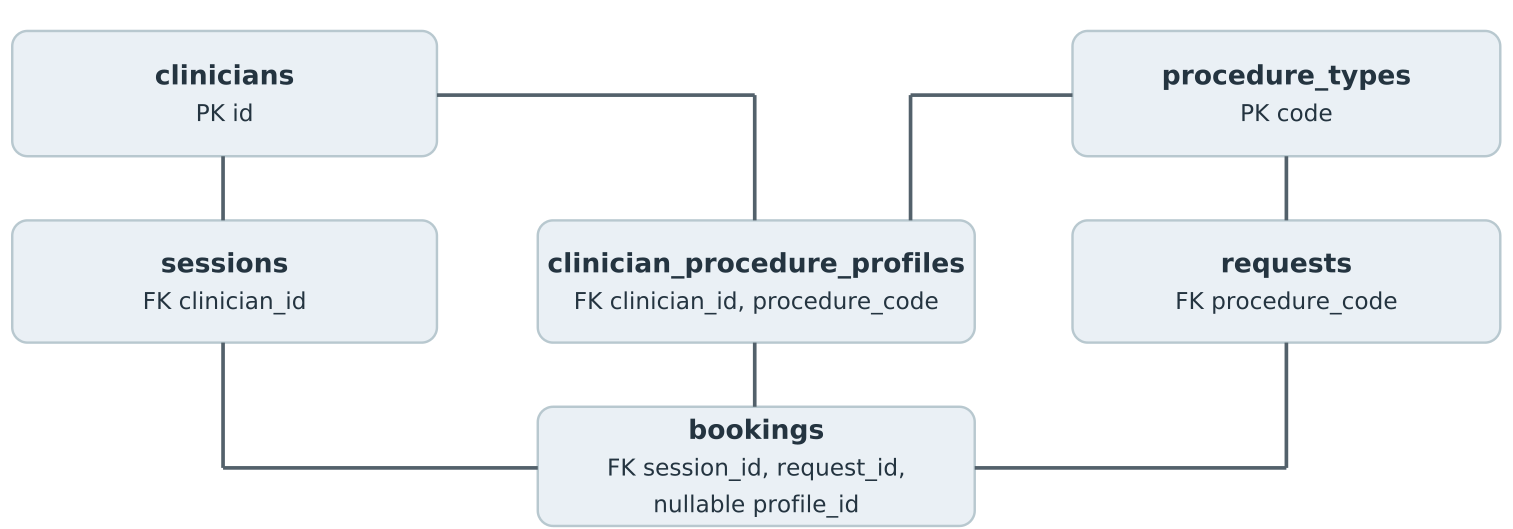 clinicians
PK id
procedure_types
PK code
sessions
FK clinician_id
clinician_procedure_profiles
FK clinician_id, procedure_code
requests
FK procedure_code
bookings
FK session_id, request_id,
nullable profile_id